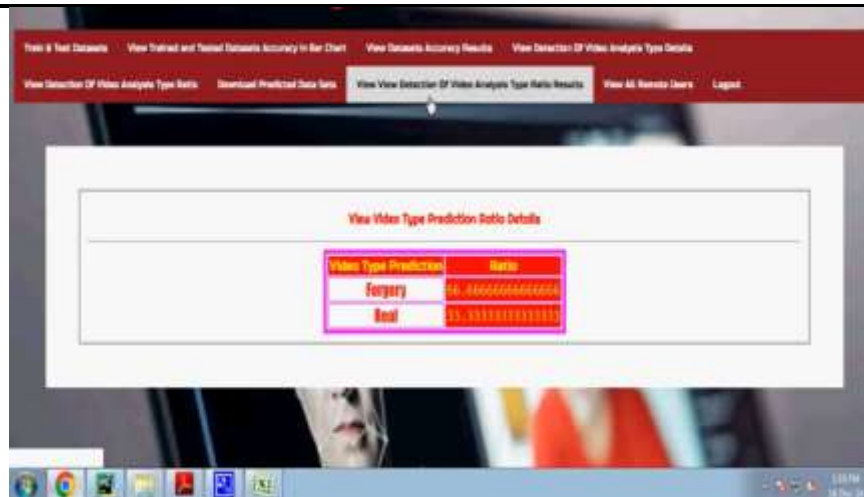 Train & Test Datasets View Trained and Tested Datasets Accuracy in Bar Chart View Datasets Accuracy Results View Detection Of Video Analysis Type Details
View Detection Of Video Analysis Type Ratio Download Predicted Data Sets View View Detection Of Video Analysis Type Ratio Results View All Remote Users Logout
View Video Type Prediction Ratio Details
Video Type Prediction Ratio
Forgery
Real 33.33333333333333